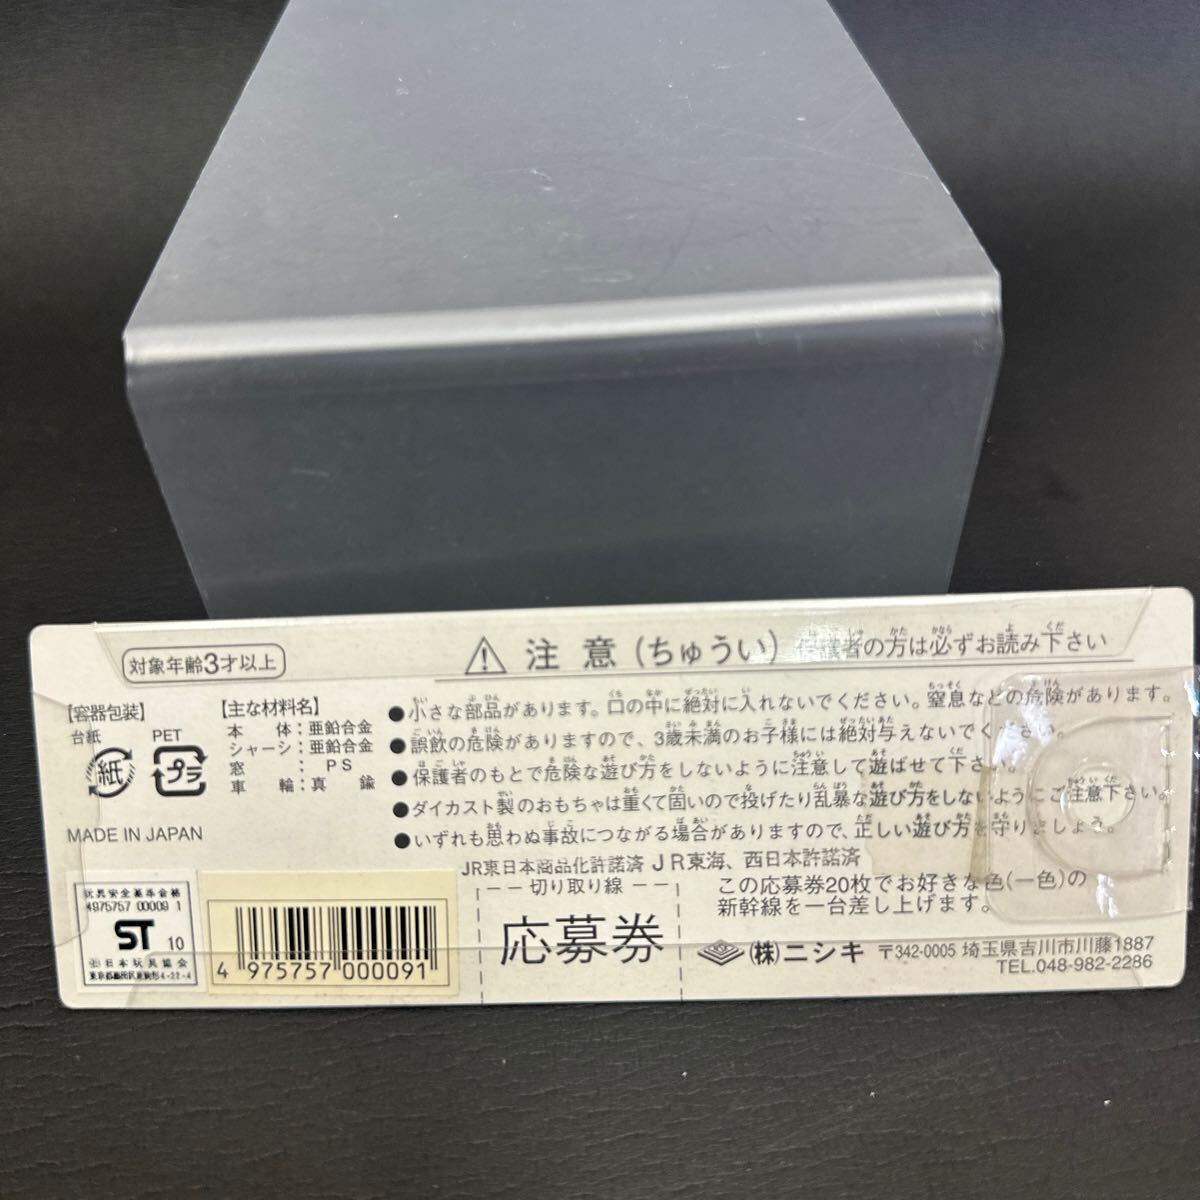 対象年齢3才以上
⚠ 注意(ちゅうい) 保護者の方は必ずお読み下さい
【容器包装】
台紙 PET
紙 プラ
MADE IN JAPAN
【主な材料名】
本体:亜鉛合金
シャーシ:亜鉛合金
窓:PS
車輪:真鍮
●小さな部品があります。口の中に絶対に入れないでください。窒息などの危険があります。
●誤飲の危険がありますので、3歳未満のお子様には絶対与えないでください。
●保護者のもとで危険な遊び方をしないように注意して遊ばせて下さい。
●ダイカスト製のおもちゃは重くて固いので投げたり乱暴な遊び方をしないようにご注意下さい。
●いずれも思わぬ事故につながる場合がありますので、正しい遊び方を守りましょう。
JR東日本商品化許諾済 JR東海、西日本許諾済
玩具安全基準合格
4975757 00009 1
ST 10
日本玩具協会
4 975757 000091
切り取り線
応募券
この応募券20枚でお好きな色(一色)の
新幹線を一台差し上げます。
(株)ニシキ 〒342-0005 埼玉県吉川市川藤1887
TEL.048-982-2286